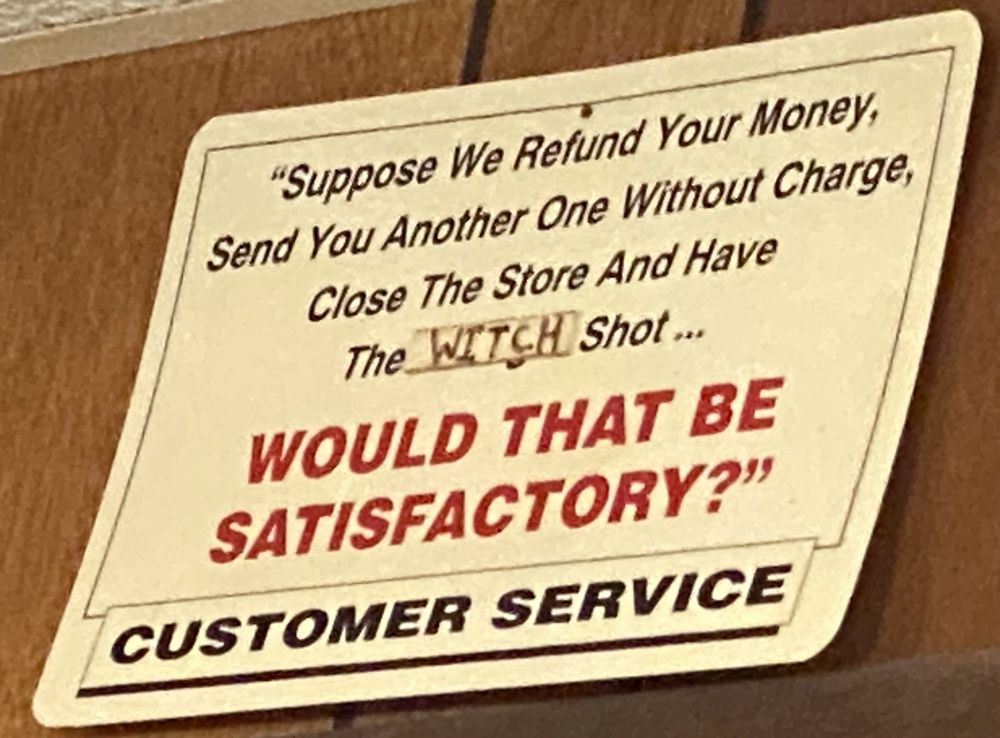 "Suppose We Refund Your Money,
Send You Another One Without Charge,
Close The Store And Have
The WITCH Shot ...
WOULD THAT BE
SATISFACTORY?"
CUSTOMER SERVICE